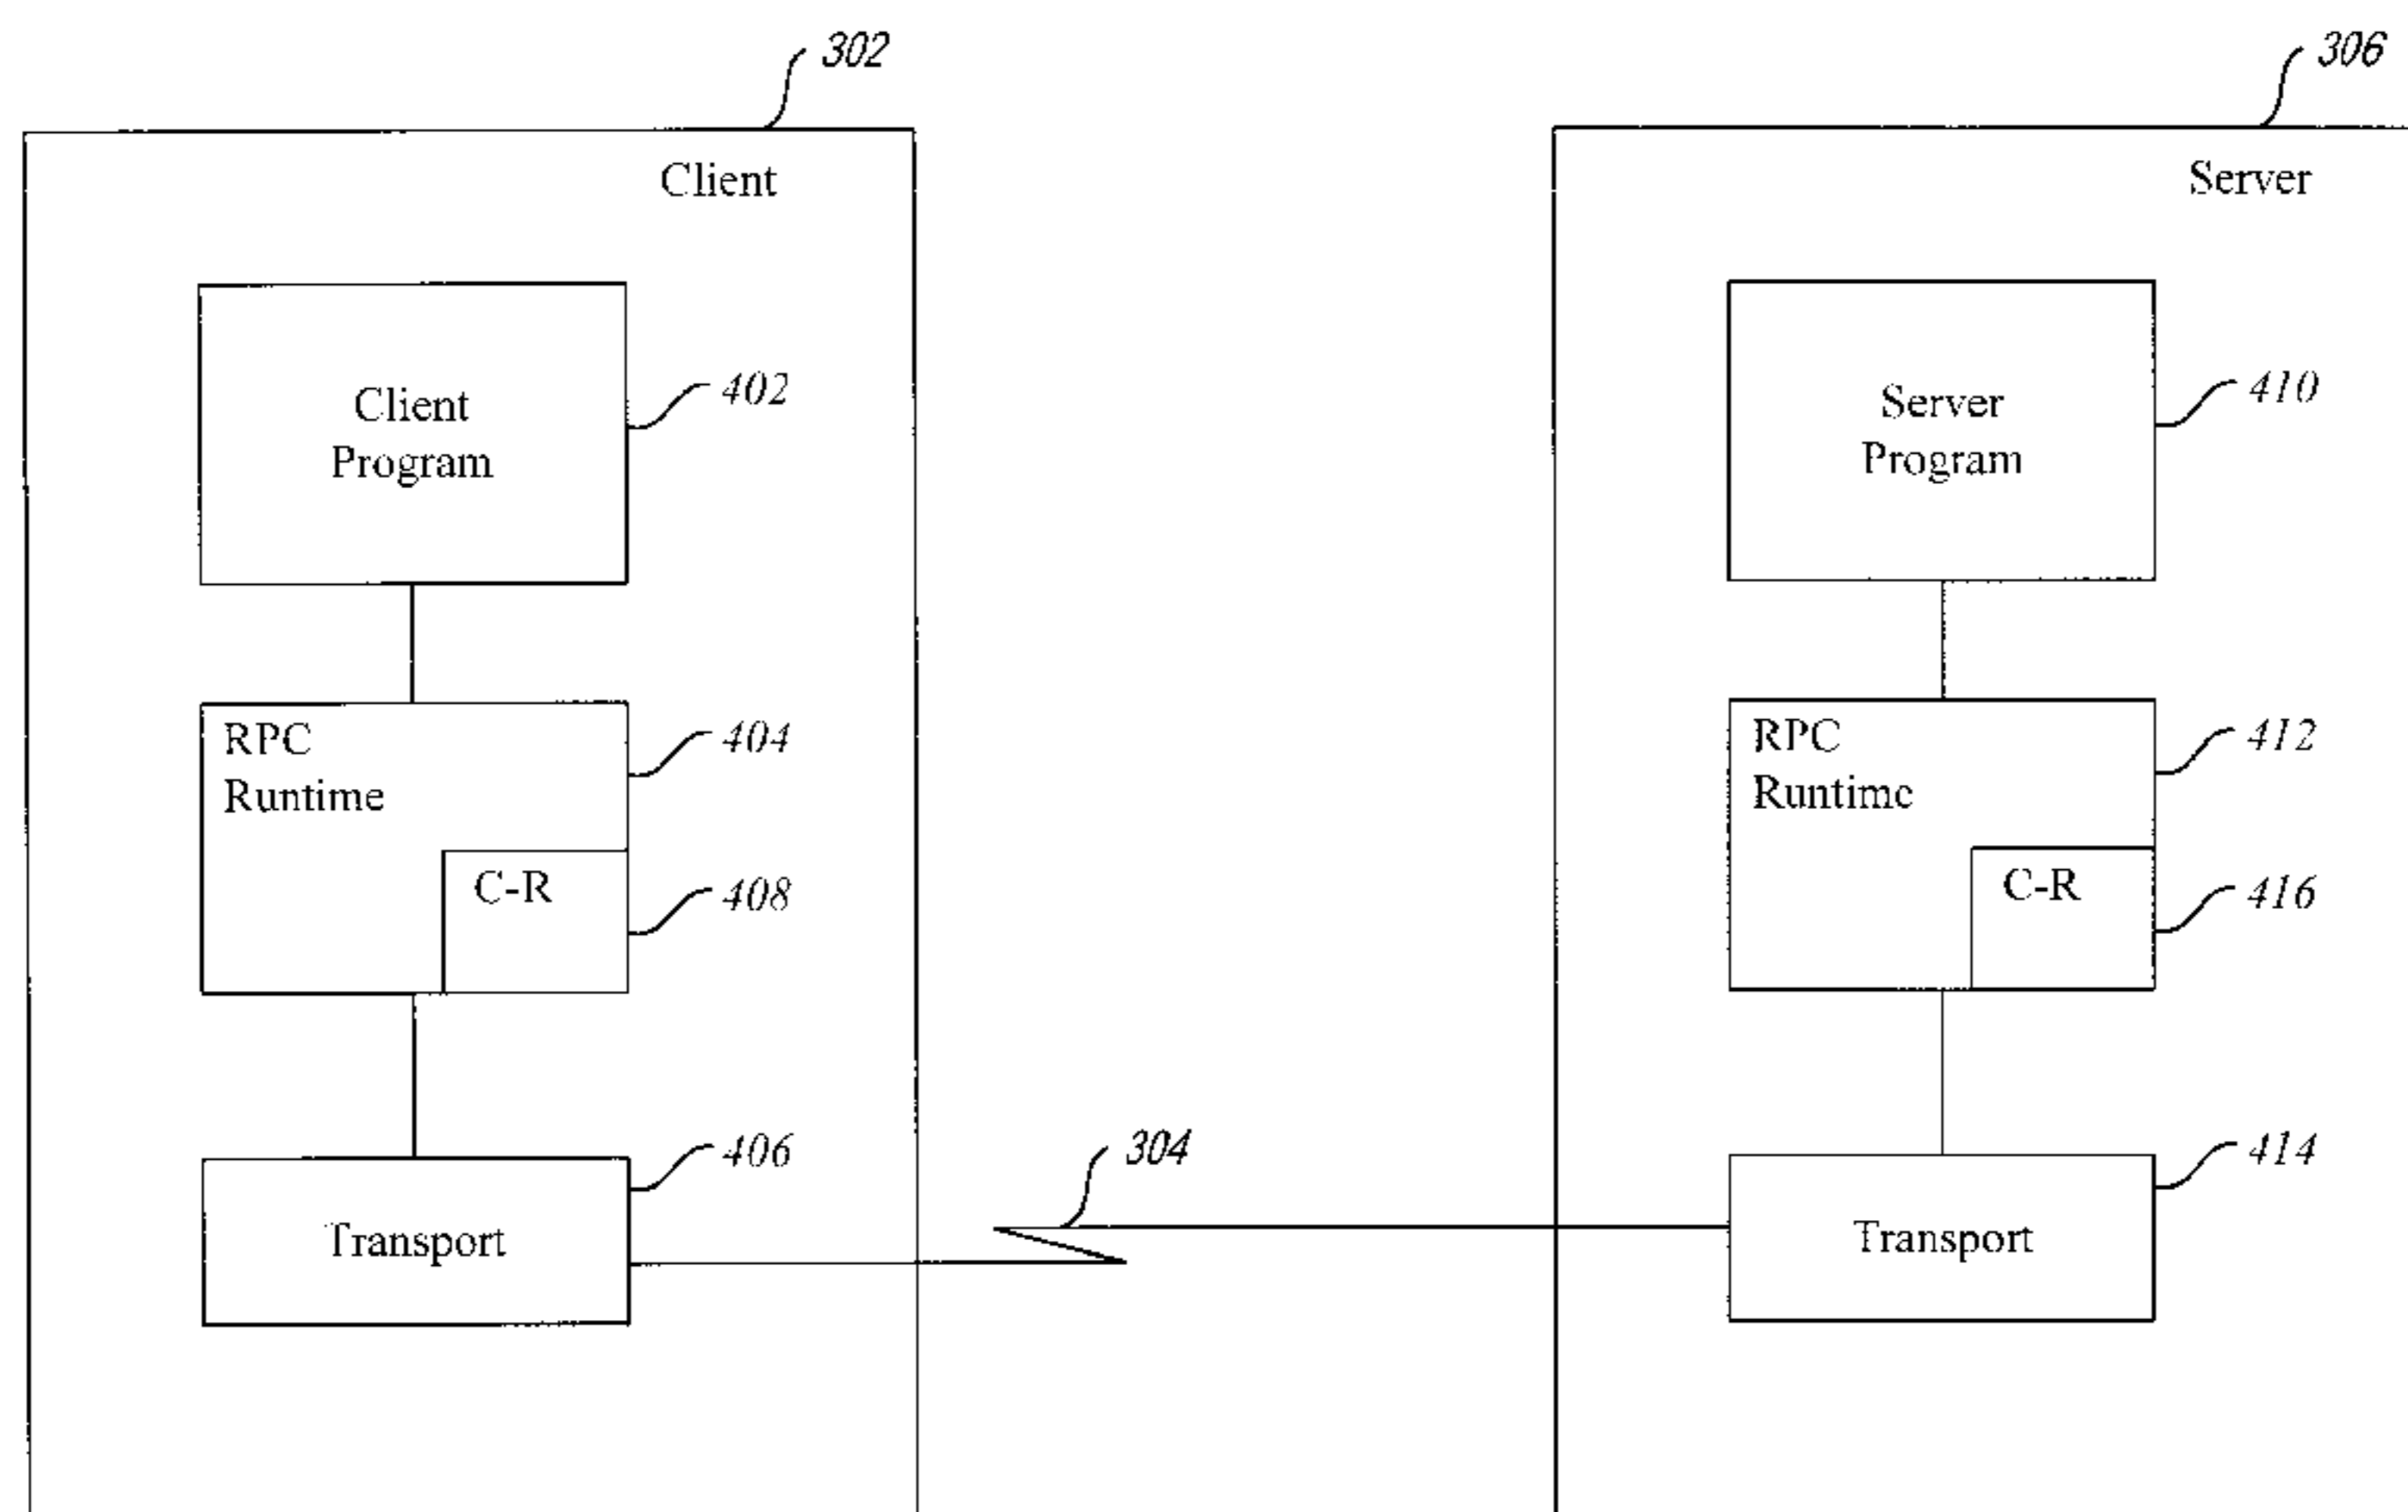 302
Client
Client
Program
402
RPC
Runtime
404
C-R
408
Transport
406
304
306
Server
Server
Program
410
RPC
Runtime
412
C-R
416
Transport
414